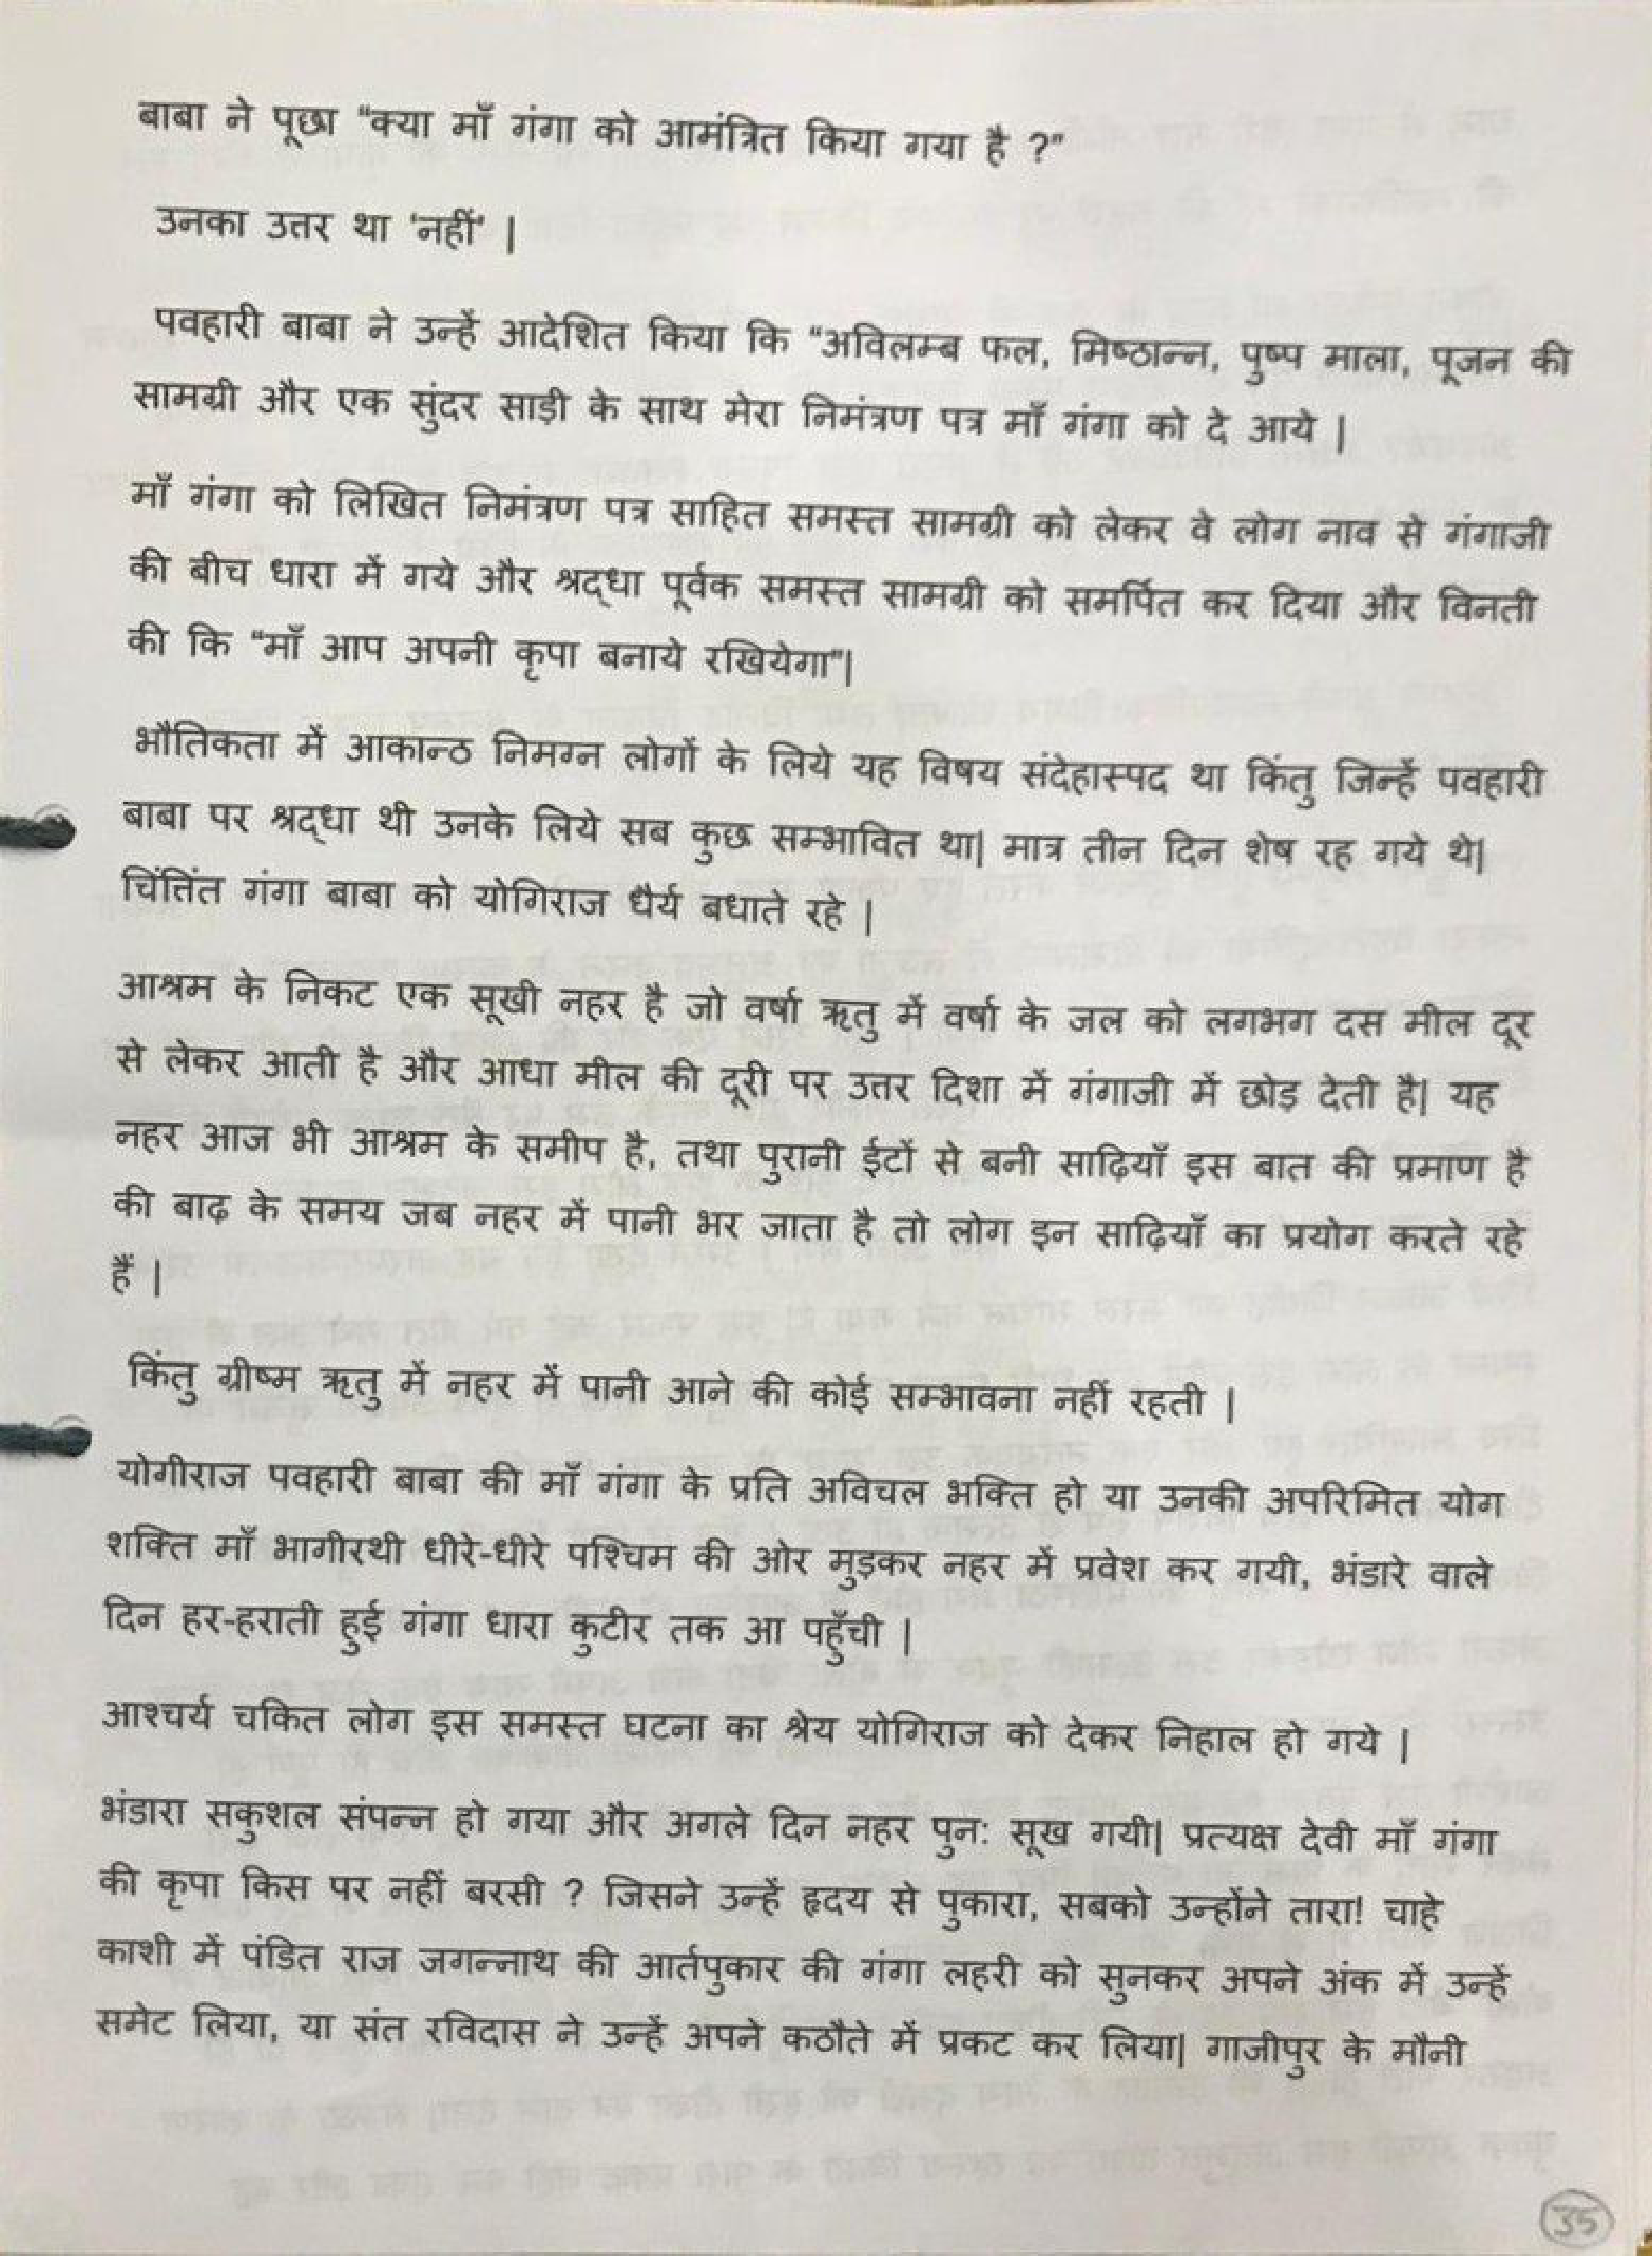 बाबा ने पूछा “क्या माँ गंगा को आमंत्रित किया गया है ?”
उनका उत्तर था 'नहीं' |
पवहारी बाबा ने उन्हें आदेशित किया कि “अविलम्ब फल, मिष्ठान्न, पुष्प माला, पूजन की
सामग्री और एक सुंदर साड़ी के साथ मेरा निमंत्रण पत्र माँ गंगा को दे आये |
माँ गंगा को लिखित निमंत्रण पत्र साहित समस्त सामग्री को लेकर वे लोग नाव से गंगाजी
की बीच धारा में गये और श्रद्धा पूर्वक समस्त सामग्री को समर्पित कर दिया और विनती
की कि “माँ आप अपनी कृपा बनाये रखियेगा”|
भौतिकता में आकान्ठ निमग्न लोगों के लिये यह विषय संदेहास्पद था किंतु जिन्हें पवहारी
बाबा पर श्रद्धा थी उनके लिये सब कुछ सम्भावित था| मात्र तीन दिन शेष रह गये थे|
चिंत्तिंत गंगा बाबा को योगिराज धैर्य बधाते रहे |
आश्रम के निकट एक सूखी नहर है जो वर्षा ऋतु में वर्षा के जल को लगभग दस मील दूर
से लेकर आती है और आधा मील की दूरी पर उत्तर दिशा में गंगाजी में छोड़ देती है| यह
नहर आज भी आश्रम के समीप है, तथा पुरानी ईटों से बनी साढ़ियाँ इस बात की प्रमाण है
की बाढ़ के समय जब नहर में पानी भर जाता है तो लोग इन साढ़ियाँ का प्रयोग करते रहे
हैं |
किंतु ग्रीष्म ऋतु में नहर में पानी आने की कोई सम्भावना नहीं रहती |
योगीराज पवहारी बाबा की माँ गंगा के प्रति अविचल भक्ति हो या उनकी अपरिमित योग
शक्ति माँ भागीरथी धीरे-धीरे पश्चिम की ओर मुड़कर नहर में प्रवेश कर गयी, भंडारे वाले
दिन हर-हराती हुई गंगा धारा कुटीर तक आ पहुँची |
आश्चर्य चकित लोग इस समस्त घटना का श्रेय योगिराज को देकर निहाल हो गये |
भंडारा सकुशल संपन्न हो गया और अगले दिन नहर पुन: सूख गयी| प्रत्यक्ष देवी माँ गंगा
की कृपा किस पर नहीं बरसी ? जिसने उन्हें हृदय से पुकारा, सबको उन्होंने तारा! चाहे
काशी में पंडित राज जगन्नाथ की आर्तपुकार की गंगा लहरी को सुनकर अपने अंक में उन्हें
समेट लिया, या संत रविदास ने उन्हें अपने कठौते में प्रकट कर लिया| गाजीपुर के मौनी
35